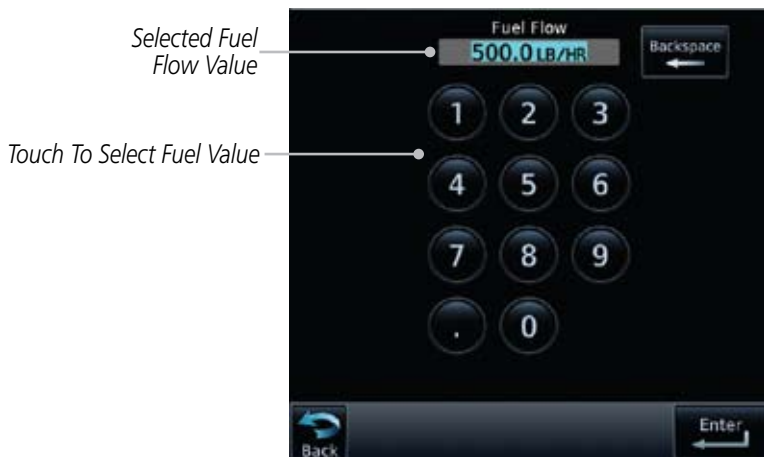 Selected Fuel
Flow Value
Touch To Select Fuel Value
Fuel Flow
500.0 LB/HR
Backspace
1 2 3
4 5 6
7 8 9
. 0
Back
Enter